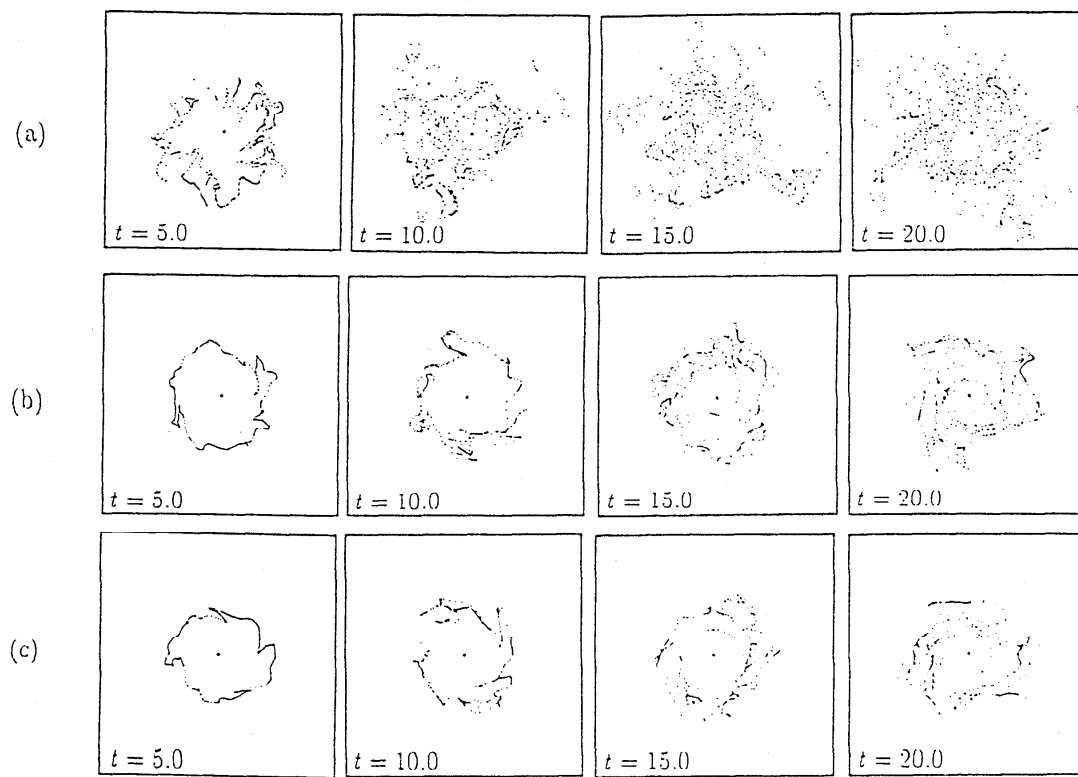 (a)
t = 5.0
t = 10.0
t = 15.0
t = 20.0
(b)
t = 5.0
t = 10.0
t = 15.0
t = 20.0
(c)
t = 5.0
t = 10.0
t = 15.0
t = 20.0